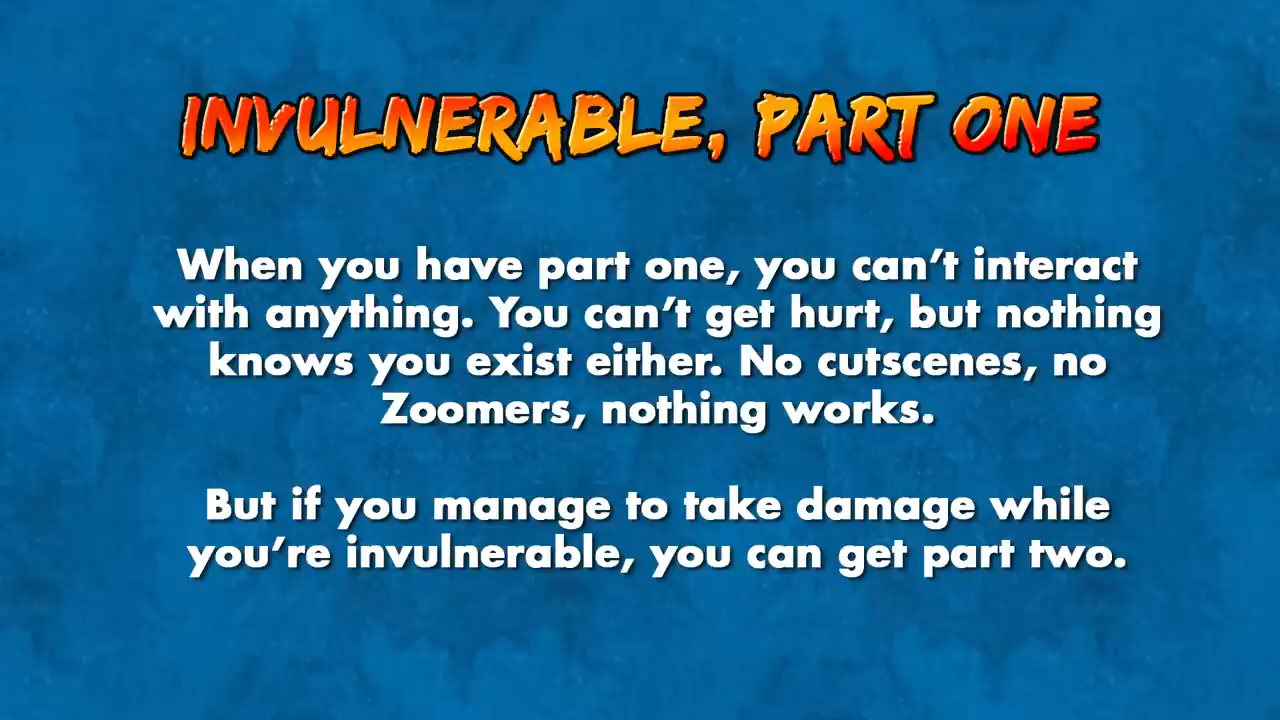 INVULNERABLE, PART ONE
When you have part one, you can’t interact
with anything. You can’t get hurt, but nothing
knows you exist either. No cutscenes, no
Zoomers, nothing works.
But if you manage to take damage while
you’re invulnerable, you can get part two.